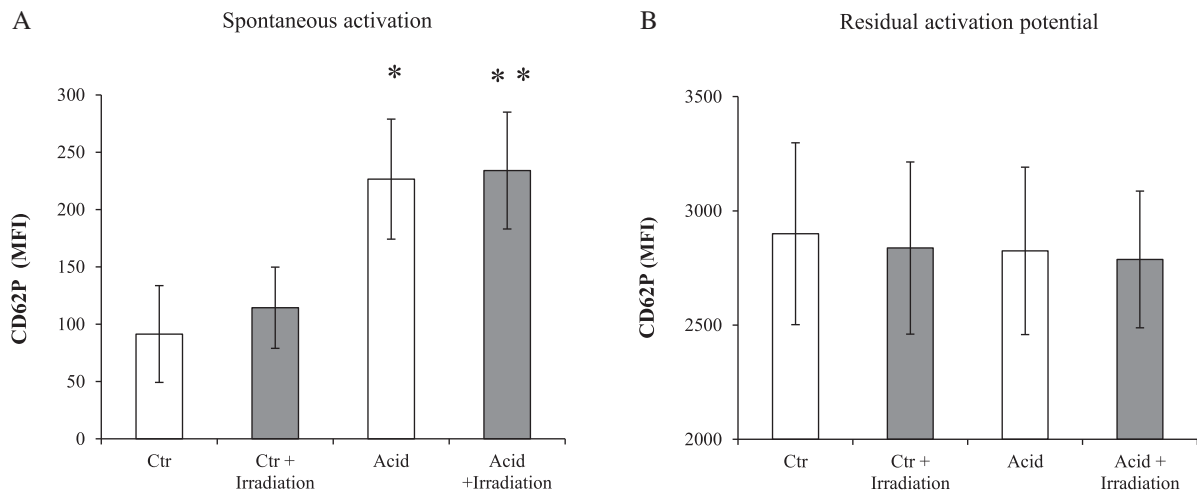 A
Spontaneous activation
* **
CD62P (MFI)
300
250
200
150
100
50
0
Ctr
Ctr +
Irradiation
Acid
Acid
+Irradiation
B
Residual activation potential
CD62P (MFI)
3500
3000
2500
2000
Ctr
Ctr +
Irradiation
Acid
Acid +
Irradiation